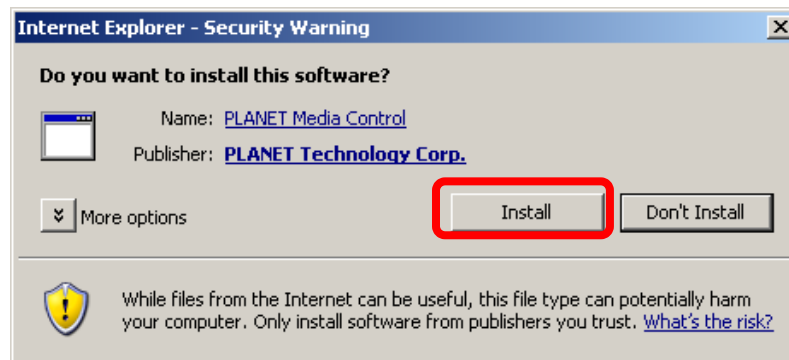 Internet Explorer - Security Warning
Do you want to install this software?
Name: PLANET Media Control
Publisher: PLANET Technology Corp.
More options
Install
Don't Install
While files from the Internet can be useful, this file type can potentially harm
your computer. Only install software from publishers you trust. What's the risk?